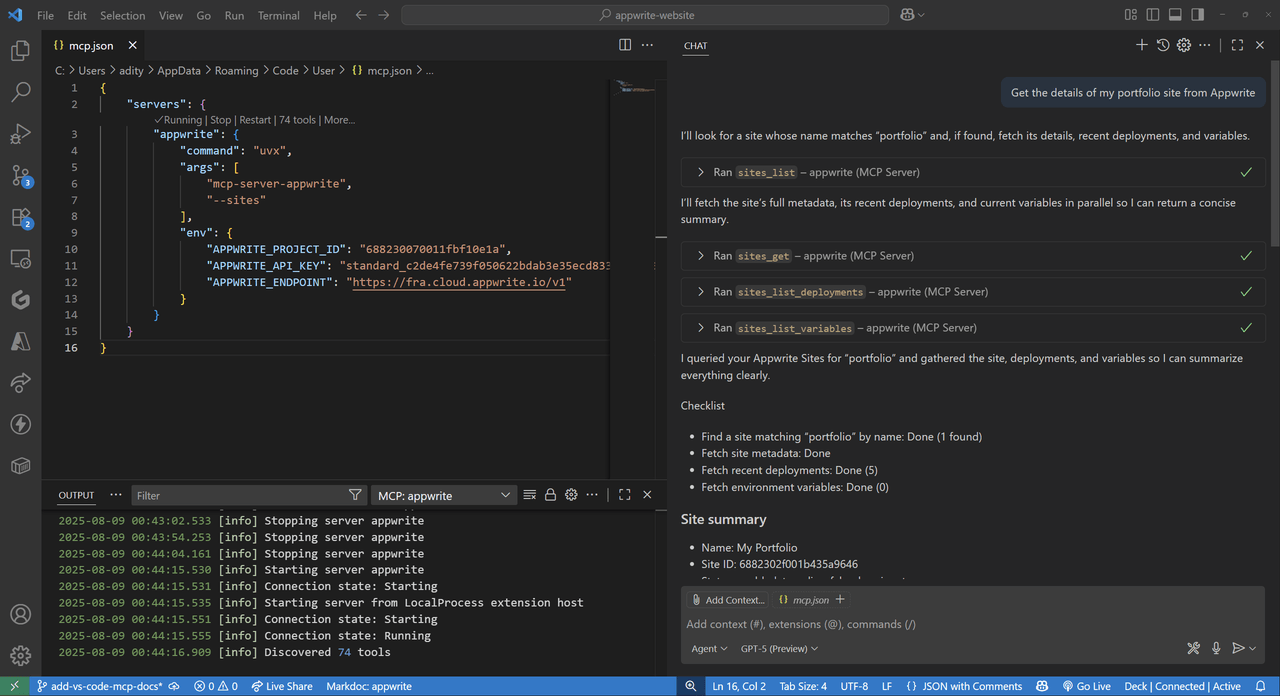 File Edit Selection View Go Run Terminal Help
appwrite-website
{} mcp.json
C: > Users > adity > AppData > Roaming > Code > User > {} mcp.json > ...
1 {
2 "servers": {
✓Running | Stop | Restart | 74 tools | More...
3 "appwrite": {
4 "command": "uvx",
5 "args": [
6 "mcp-server-appwrite",
7 "--sites"
8 ],
9 "env": {
10 "APPWRITE_PROJECT_ID": "688230070011fbf10e1a",
11 "APPWRITE_API_KEY": "standard_c2de4fe739f050622bdab3e35ecd833
12 "APPWRITE_ENDPOINT": "https://fra.cloud.appwrite.io/v1"
13 }
14 }
15 }
16 }
3
2
OUTPUT
Filter
MCP: appwrite
2025-08-09 00:43:02.533 [info] Stopping server appwrite
2025-08-09 00:43:54.253 [info] Stopping server appwrite
2025-08-09 00:44:04.161 [info] Stopping server appwrite
2025-08-09 00:44:15.530 [info] Starting server appwrite
2025-08-09 00:44:15.531 [info] Connection state: Starting
2025-08-09 00:44:15.535 [info] Starting server from LocalProcess extension host
2025-08-09 00:44:15.551 [info] Connection state: Starting
2025-08-09 00:44:15.555 [info] Connection state: Running
2025-08-09 00:44:16.909 [info] Discovered 74 tools
CHAT
Get the details of my portfolio site from Appwrite
I'll look for a site whose name matches “portfolio” and, if found, fetch its details, recent deployments, and variables.
Ran sites_list – appwrite (MCP Server)
I'll fetch the site's full metadata, its recent deployments, and current variables in parallel so I can return a concise
summary.
Ran sites_get – appwrite (MCP Server)
Ran sites_list_deployments – appwrite (MCP Server)
Ran sites_list_variables – appwrite (MCP Server)
I queried your Appwrite Sites for “portfolio” and gathered the site, deployments, and variables so I can summarize
everything clearly.
Checklist
• Find a site matching “portfolio” by name: Done (1 found)
• Fetch site metadata: Done
• Fetch recent deployments: Done (5)
• Fetch environment variables: Done (0)
Site summary
• Name: My Portfolio
• Site ID: 6882302f001b435a9646
Add Context... {} mcp.json +
Add context (#), extensions (@), commands (/)
Agent GPT-5 (Preview)
add-vs-code-mcp-docs* 0 0 Live Share Markdoc: appwrite Ln 16, Col 2 Tab Size: 4 UTF-8 LF {} JSON with Comments Go Live Deck | Connected | Active